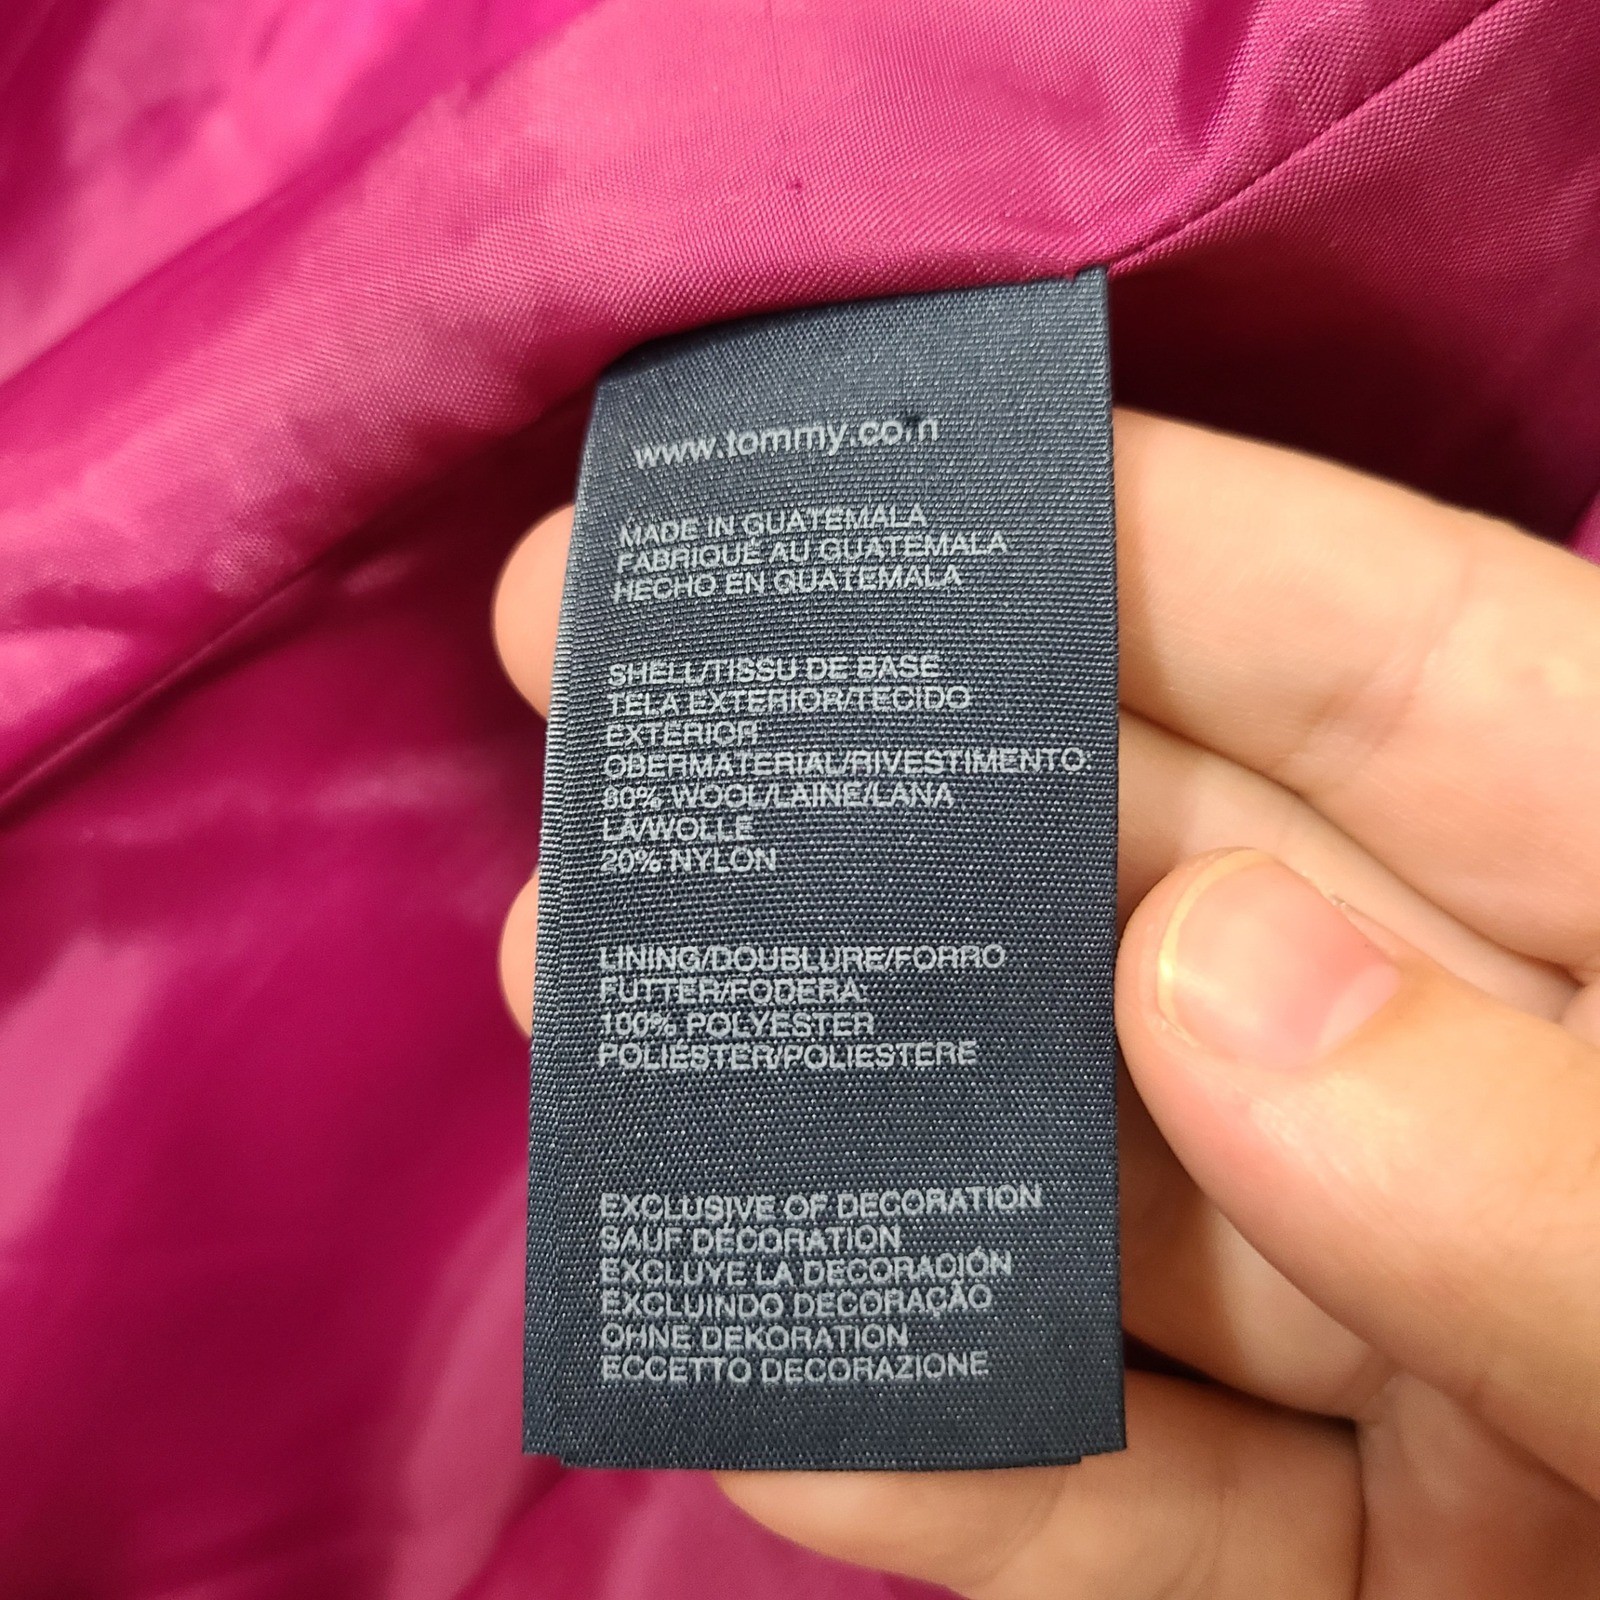 www.tommy.com
MADE IN GUATEMALA
FABRIQUÉ AU GUATEMALA
HECHO EN GUATEMALA
SHELL/TISSU DE BASE
TELA EXTERIOR/TECIDO
EXTERIOR
OBERMATERIAL/RIVESTIMENTO
80% WOOL/LAINE/LANA
LÃ/WOLLE
20% NYLON
LINING/DOUBLURE/FORRO
FUTTER/FODERA
100% POLYESTER
POLIÉSTER/POLIESTERE
EXCLUSIVE OF DECORATION
SAUF DÉCORATION
EXCLUYE LA DECORACIÓN
EXCLUINDO DECORAÇÃO
OHNE DEKORATION
ECCETTO DECORAZIONE